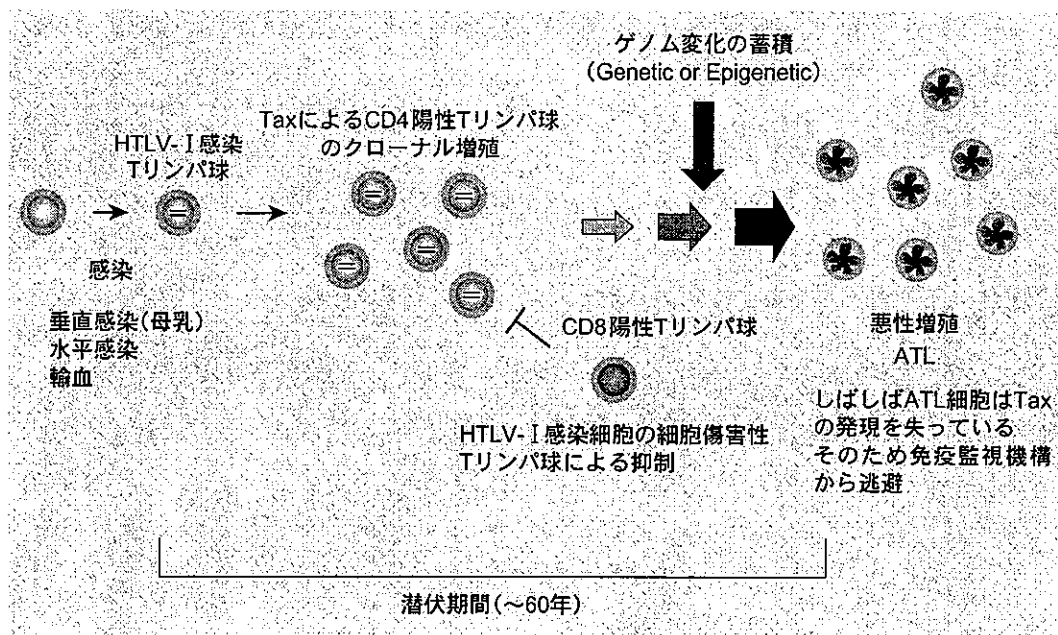 ゲノム変化の蓄積
(Genetic or Epigenetic)
TaxによるCD4陽性Tリンパ球
のクローナル増殖
HTLV-Ⅰ感染
Tリンパ球
感染
垂直感染(母乳)
水平感染
輸血
CD8陽性Tリンパ球
HTLV-Ⅰ感染細胞の細胞傷害性
Tリンパ球による抑制
悪性増殖
ATL
しばしばATL細胞はTax
の発現を失っている
そのため免疫監視機構
から逃避
潜伏期間(〜60年)